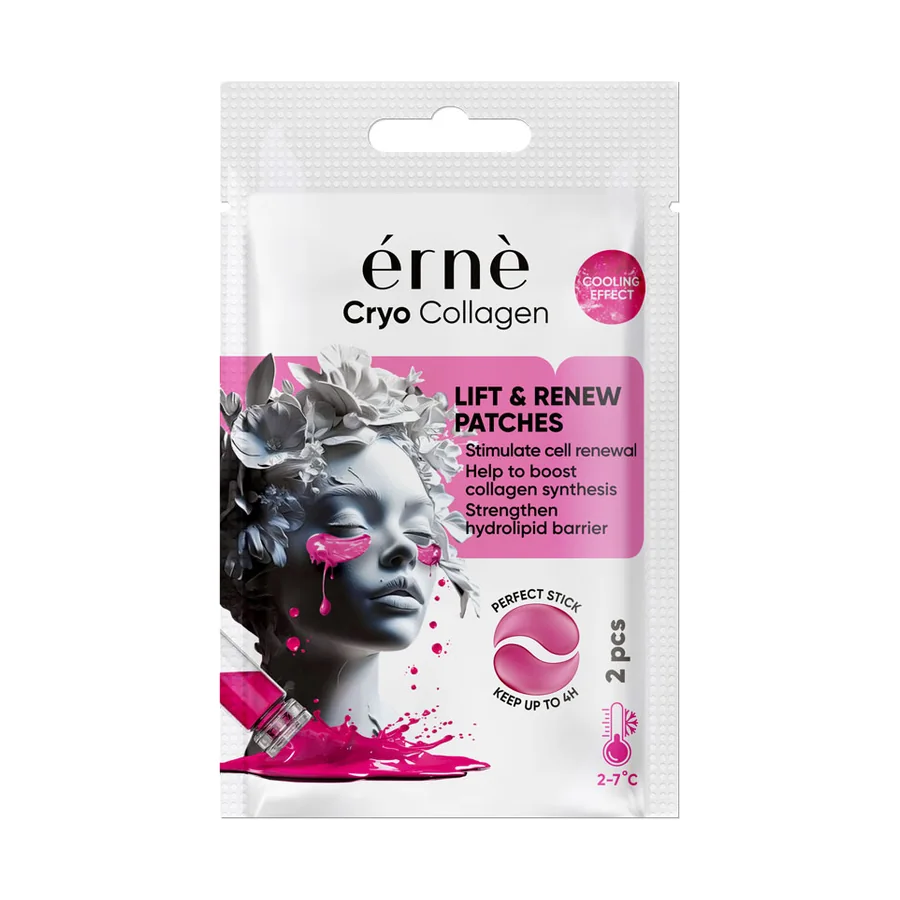 érnè
Cryo Collagen
COOLING
EFFECT
LIFT & RENEW
PATCHES
Stimulate cell renewal
Help to boost
collagen synthesis
Strengthen
hydrolipid barrier
PERFECT STICK
KEEP UP TO 4H
2 pcs
2-7°C